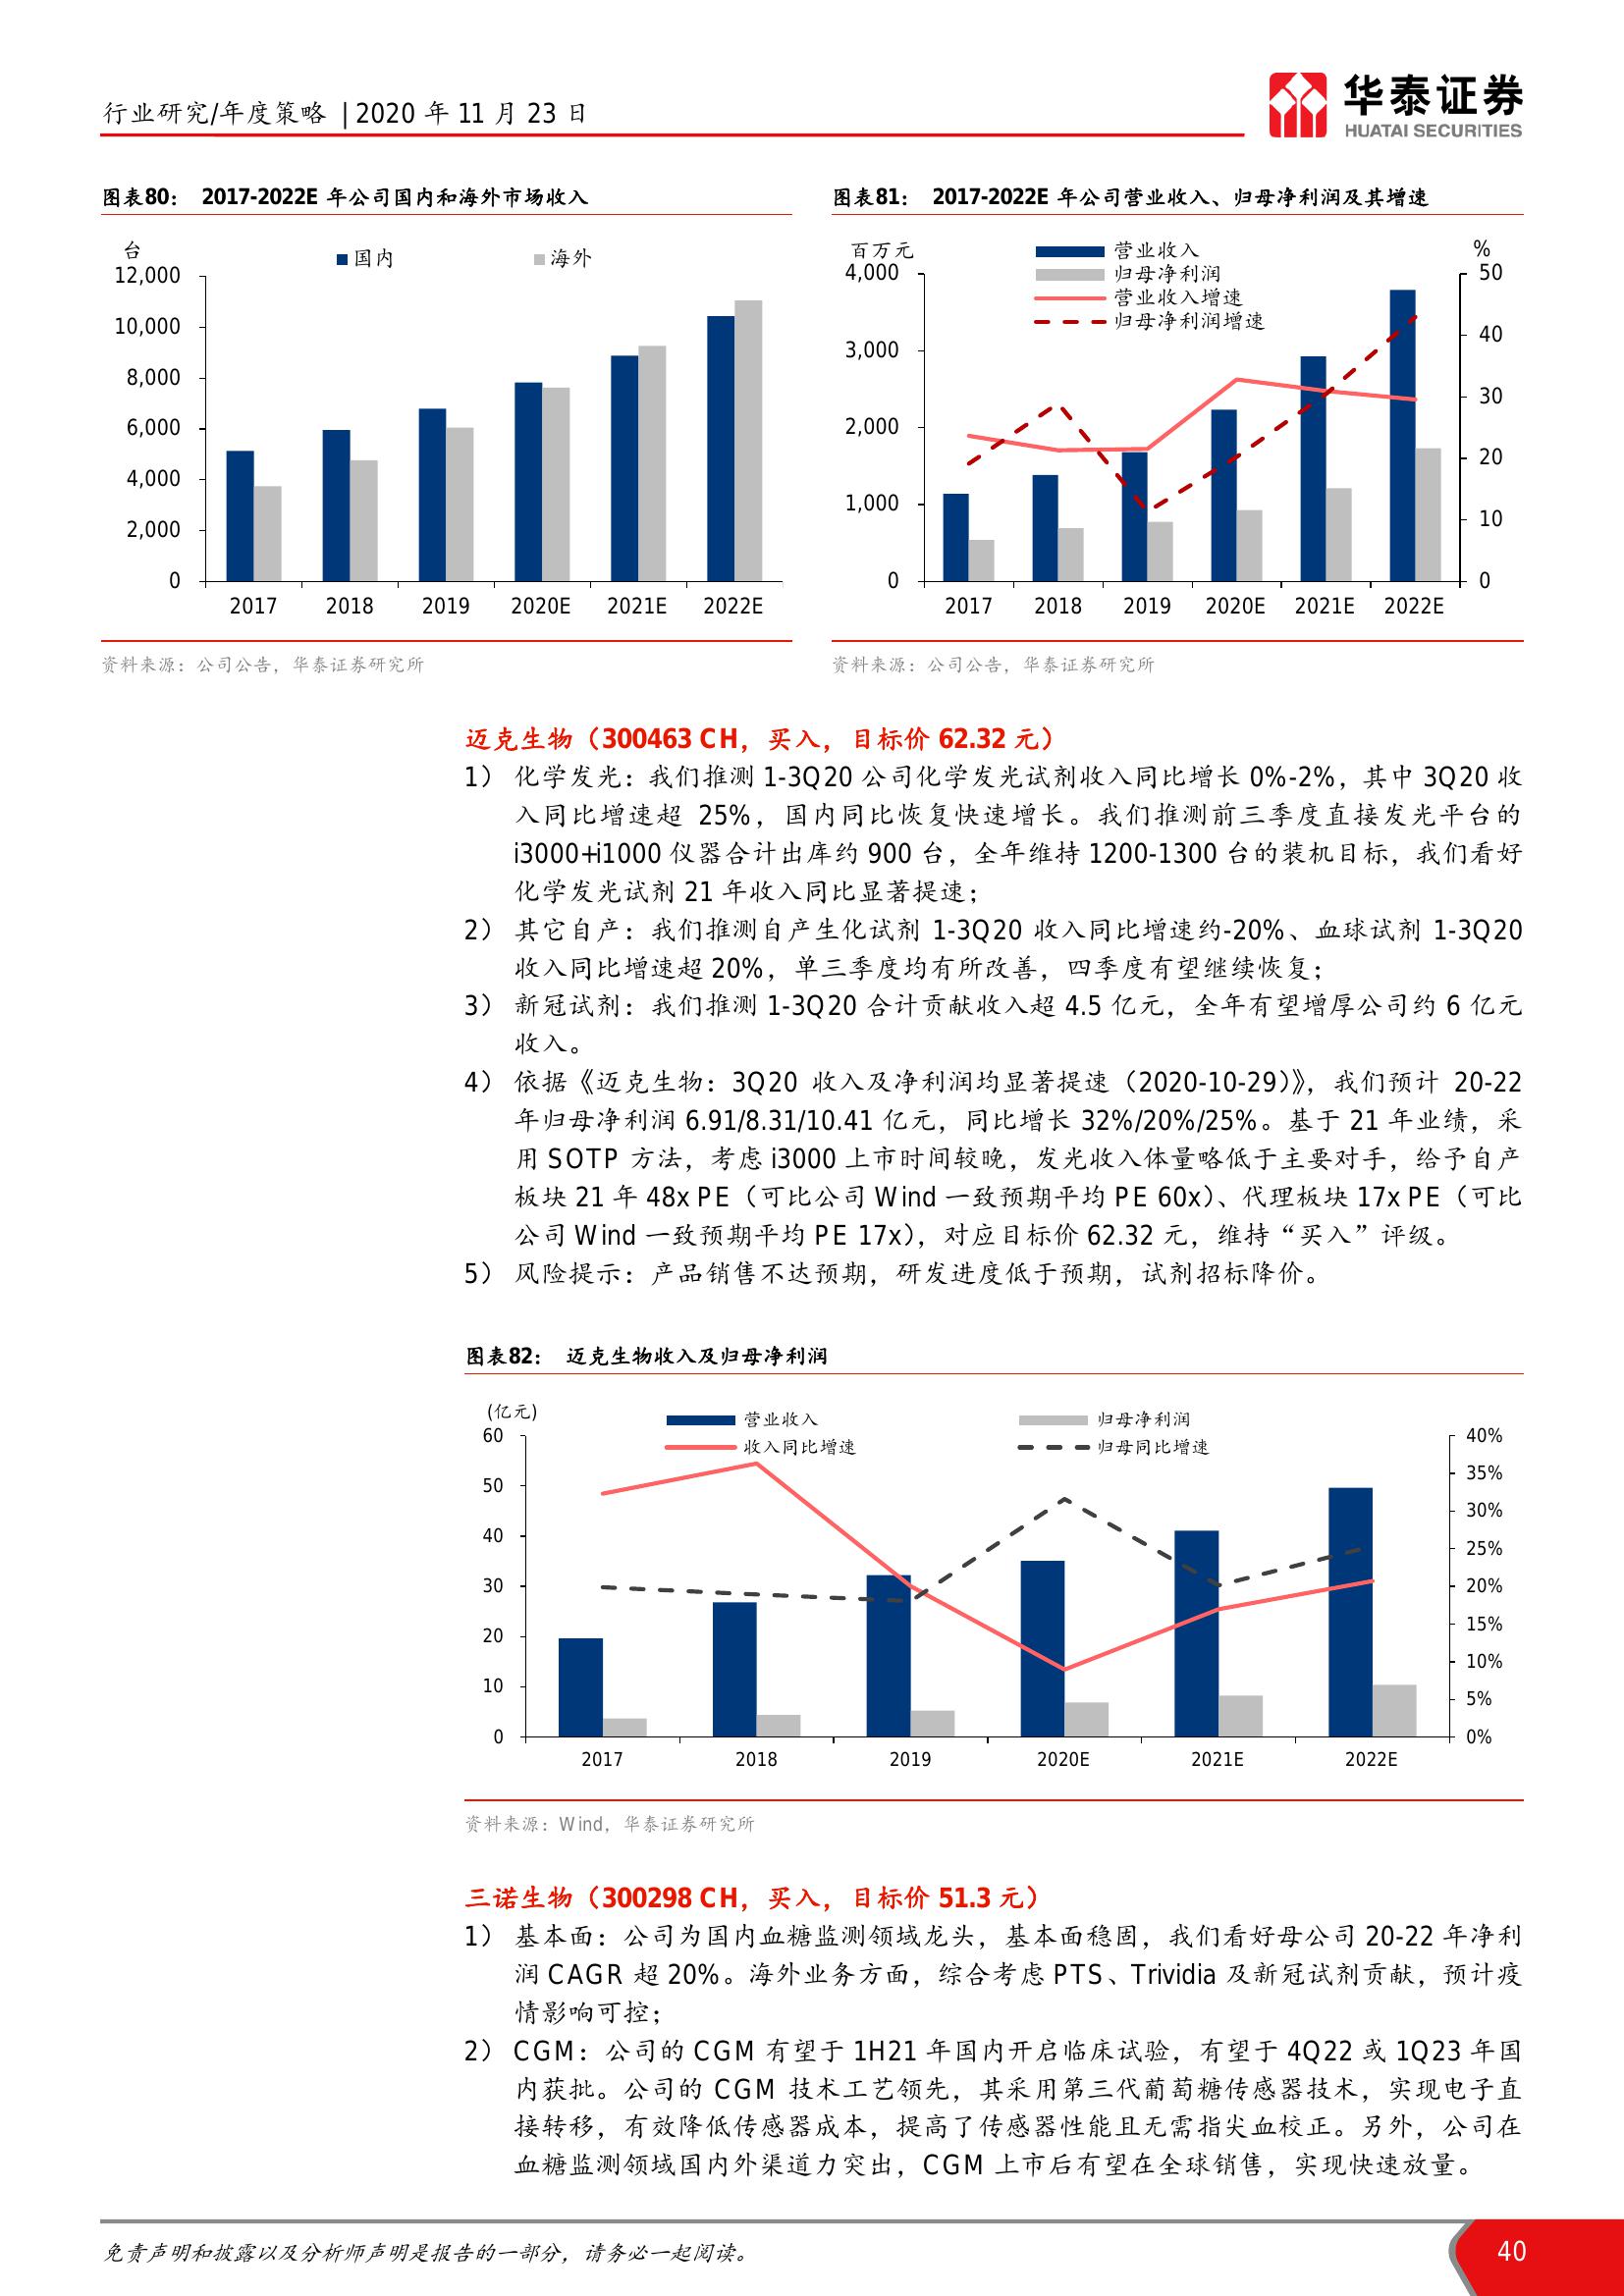 行业研究/年度策略 | 2020 年 11 月 23 日
华泰证券
HUATAI SECURITIES
图表80： 2017-2022E 年公司国内和海外市场收入
台
国内 海外
12,000
10,000
8,000
6,000
4,000
2,000
0
2017 2018 2019 2020E 2021E 2022E
资料来源：公司公告，华泰证券研究所
图表81： 2017-2022E 年公司营业收入、归母净利润及其增速
百万元
%
营业收入
归母净利润
营业收入增速
归母净利润增速
4,000
3,000
2,000
1,000
0
50
40
30
20
10
0
2017 2018 2019 2020E 2021E 2022E
资料来源：公司公告，华泰证券研究所
迈克生物（300463 CH，买入，目标价 62.32 元）
1） 化学发光：我们推测 1-3Q20 公司化学发光试剂收入同比增长 0%-2%，其中 3Q20 收
入同比增速超 25%，国内同比恢复快速增长。我们推测前三季度直接发光平台的
i3000+i1000 仪器合计出库约 900 台，全年维持 1200-1300 台的装机目标，我们看好
化学发光试剂 21 年收入同比显著提速；
2） 其它自产：我们推测自产生化试剂 1-3Q20 收入同比增速约-20%、血球试剂 1-3Q20
收入同比增速超 20%，单三季度均有所改善，四季度有望继续恢复；
3） 新冠试剂：我们推测 1-3Q20 合计贡献收入超 4.5 亿元，全年有望增厚公司约 6 亿元
收入。
4） 依据《迈克生物：3Q20 收入及净利润均显著提速（2020-10-29）》，我们预计 20-22
年归母净利润 6.91/8.31/10.41 亿元，同比增长 32%/20%/25%。基于 21 年业绩，采
用 SOTP 方法，考虑 i3000 上市时间较晚，发光收入体量略低于主要对手，给予自产
板块 21 年 48x PE（可比公司 Wind 一致预期平均 PE 60x）、代理板块 17x PE（可比
公司 Wind 一致预期平均 PE 17x），对应目标价 62.32 元，维持“买入”评级。
5） 风险提示：产品销售不达预期，研发进度低于预期，试剂招标降价。
图表82： 迈克生物收入及归母净利润
(亿元)
营业收入 归母净利润
收入同比增速 归母同比增速
60
50
40
30
20
10
0
40%
35%
30%
25%
20%
15%
10%
5%
0%
2017 2018 2019 2020E 2021E 2022E
资料来源：Wind，华泰证券研究所
三诺生物（300298 CH，买入，目标价 51.3 元）
1） 基本面：公司为国内血糖监测领域龙头，基本面稳固，我们看好母公司 20-22 年净利
润 CAGR 超 20%。海外业务方面，综合考虑 PTS、Trividia 及新冠试剂贡献，预计疫
情影响可控；
2） CGM：公司的 CGM 有望于 1H21 年国内开启临床试验，有望于 4Q22 或 1Q23 年国
内获批。公司的 CGM 技术工艺领先，其采用第三代葡萄糖传感器技术，实现电子直
接转移，有效降低传感器成本，提高了传感器性能且无需指尖血校正。另外，公司在
血糖监测领域国内外渠道力突出，CGM 上市后有望在全球销售，实现快速放量。
免责声明和披露以及分析师声明是报告的一部分，请务必一起阅读。
40